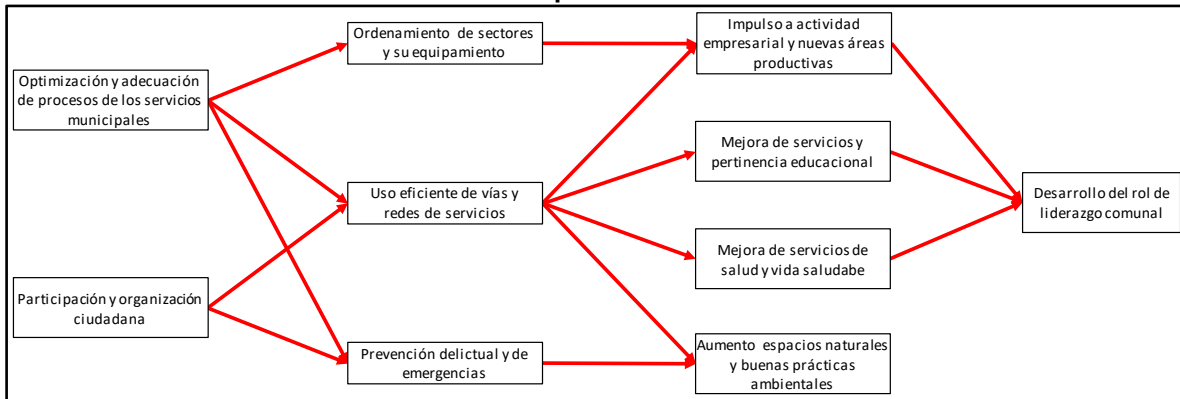 Ordenamiento de sectores
y su equipamiento
Impulso a actividad
empresarial y nuevas áreas
productivas
Optimización y adecuación
de procesos de los servicios
municipales
Mejora de servicios y
pertinencia educacional
Uso eficiente de vías y
redes de servicios
Desarrollo del rol de
liderazgo comunal
Mejora de servicios de
salud y vida saludabe
Participación y organización
ciudadana
Prevención delictual y de
emergencias
Aumento espacios naturales
y buenas prácticas
ambientales